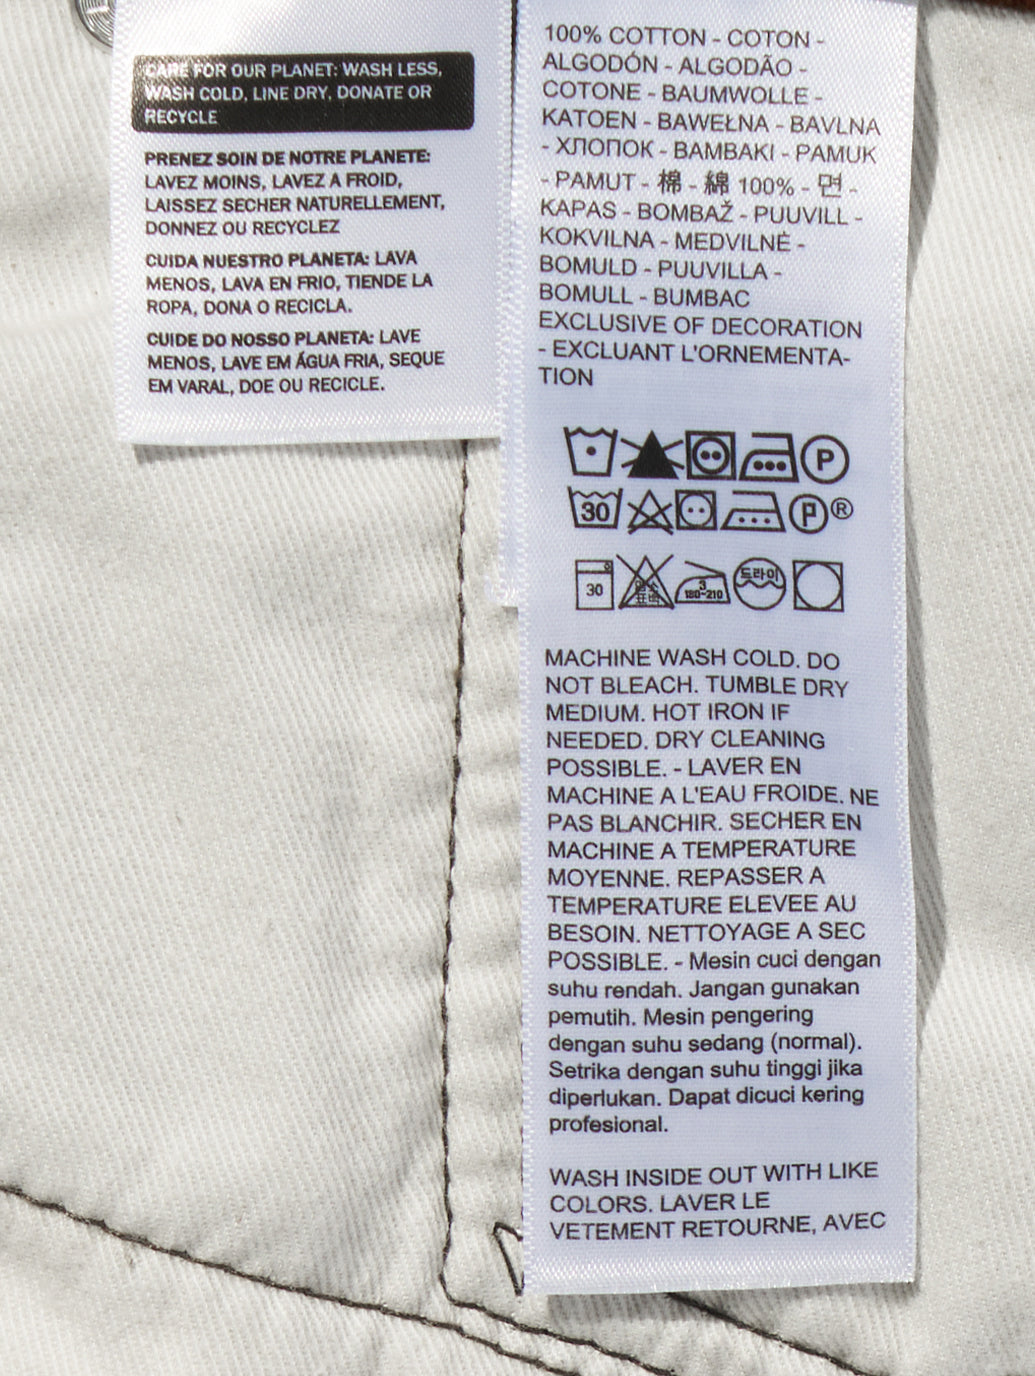 CARE FOR OUR PLANET: WASH LESS,
WASH COLD, LINE DRY, DONATE OR
RECYCLE
PRENEZ SOIN DE NOTRE PLANETE:
LAVEZ MOINS, LAVEZ A FROID,
LAISSEZ SECHER NATURELLEMENT,
DONNEZ OU RECYCLEZ
CUIDA NUESTRO PLANETA: LAVA
MENOS, LAVA EN FRIO, TIENDE LA
ROPA, DONA O RECICLA.
CUIDE DO NOSSO PLANETA: LAVE
MENOS, LAVE EM ÁGUA FRIA, SEQUE
EM VARAL, DOE OU RECICLE.
100% COTTON - COTON -
ALGODÓN - ALGODÃO -
COTONE - BAUMWOLLE -
KATOEN - BAWEŁNA - BAVLNA
- ХЛОПОК - BAMBAKI - PAMUK
- PAMUT - 棉 - 綿 100% - 면 -
KAPAS - BOMBAŽ - PUUVILL -
KOKVILNA - MEDVILNĖ -
BOMULD - PUUVILLA -
BOMULL - BUMBAC
EXCLUSIVE OF DECORATION
- EXCLUANT L'ORNEMENTA-
TION
P
30 P ®
30 염소 표백 3 180-210 드라이
MACHINE WASH COLD. DO
NOT BLEACH. TUMBLE DRY
MEDIUM. HOT IRON IF
NEEDED. DRY CLEANING
POSSIBLE. - LAVER EN
MACHINE A L'EAU FROIDE. NE
PAS BLANCHIR. SECHER EN
MACHINE A TEMPERATURE
MOYENNE. REPASSER A
TEMPERATURE ELEVEE AU
BESOIN. NETTOYAGE A SEC
POSSIBLE. - Mesin cuci dengan
suhu rendah. Jangan gunakan
pemutih. Mesin pengering
dengan suhu sedang (normal).
Setrika dengan suhu tinggi jika
diperlukan. Dapat dicuci kering
profesional.
WASH INSIDE OUT WITH LIKE
COLORS. LAVER LE
VETEMENT RETOURNE, AVEC